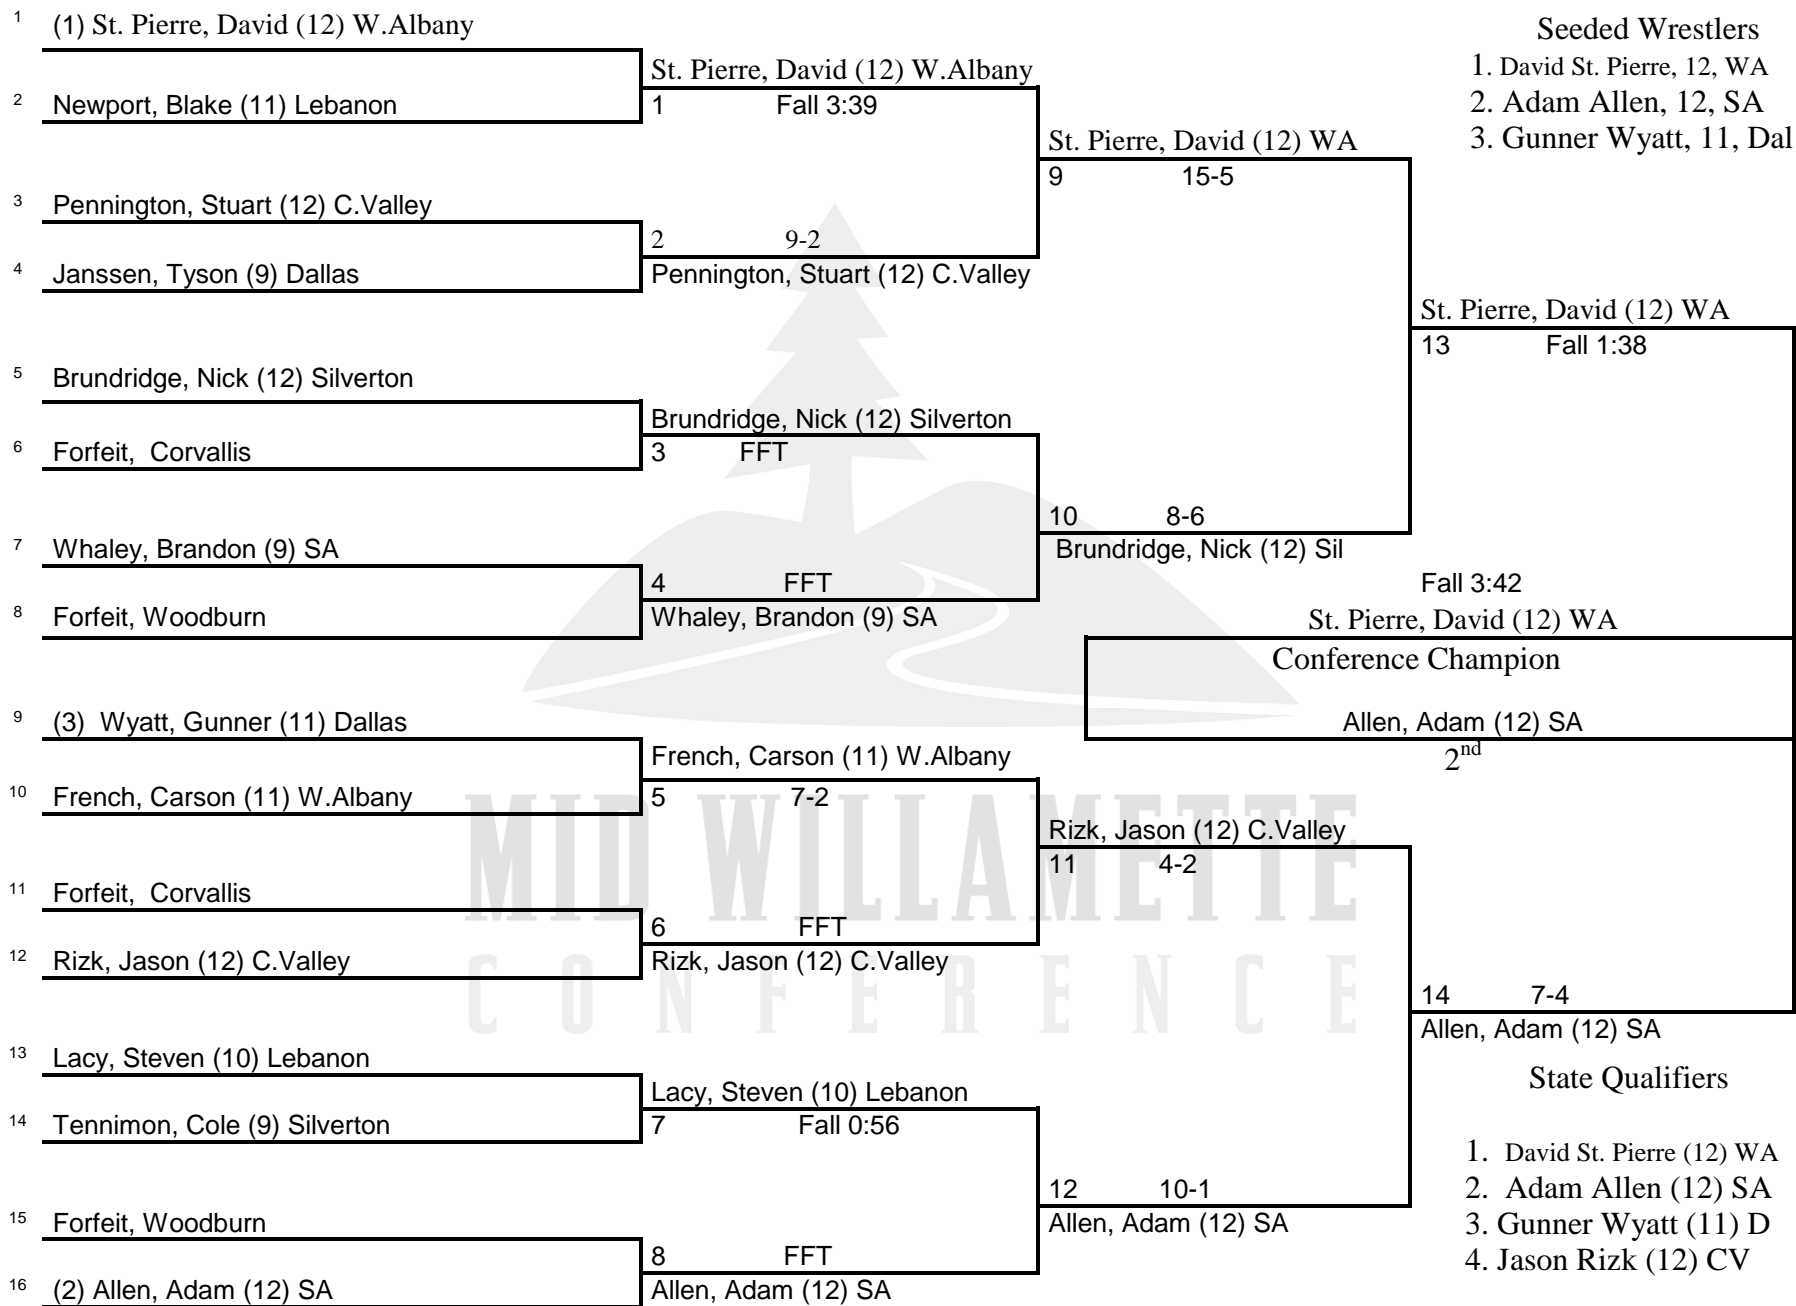 1 (1) St. Pierre, David (12) W.Albany
2 Newport, Blake (11) Lebanon
3 Pennington, Stuart (12) C.Valley
4 Janssen, Tyson (9) Dallas
5 Brundridge, Nick (12) Silverton
6 Forfeit, Corvallis
7 Whaley, Brandon (9) SA
8 Forfeit, Woodburn
9 (3) Wyatt, Gunner (11) Dallas
10 French, Carson (11) W.Albany
11 Forfeit, Corvallis
12 Rizk, Jason (12) C.Valley
13 Lacy, Steven (10) Lebanon
14 Tennimon, Cole (9) Silverton
15 Forfeit, Woodburn
16 (2) Allen, Adam (12) SA
St. Pierre, David (12) W.Albany
1 Fall 3:39
2 9-2
Pennington, Stuart (12) C.Valley
Brundridge, Nick (12) Silverton
3 FFT
4 FFT
Whaley, Brandon (9) SA
French, Carson (11) W.Albany
5 7-2
6 FFT
Rizk, Jason (12) C.Valley
Lacy, Steven (10) Lebanon
7 Fall 0:56
8 FFT
Allen, Adam (12) SA
St. Pierre, David (12) WA
9 15-5
10 8-6
Brundridge, Nick (12) Sil
Rizk, Jason (12) C.Valley
11 4-2
12 10-1
Allen, Adam (12) SA
St. Pierre, David (12) WA
13 Fall 1:38
14 7-4
Allen, Adam (12) SA
Fall 3:42
St. Pierre, David (12) WA
Conference Champion
Allen, Adam (12) SA
2nd
Seeded Wrestlers
1. David St. Pierre, 12, WA
2. Adam Allen, 12, SA
3. Gunner Wyatt, 11, Dal
State Qualifiers
1. David St. Pierre (12) WA
2. Adam Allen (12) SA
3. Gunner Wyatt (11) D
4. Jason Rizk (12) CV
MID WILLAMETTE
CONFERENCE